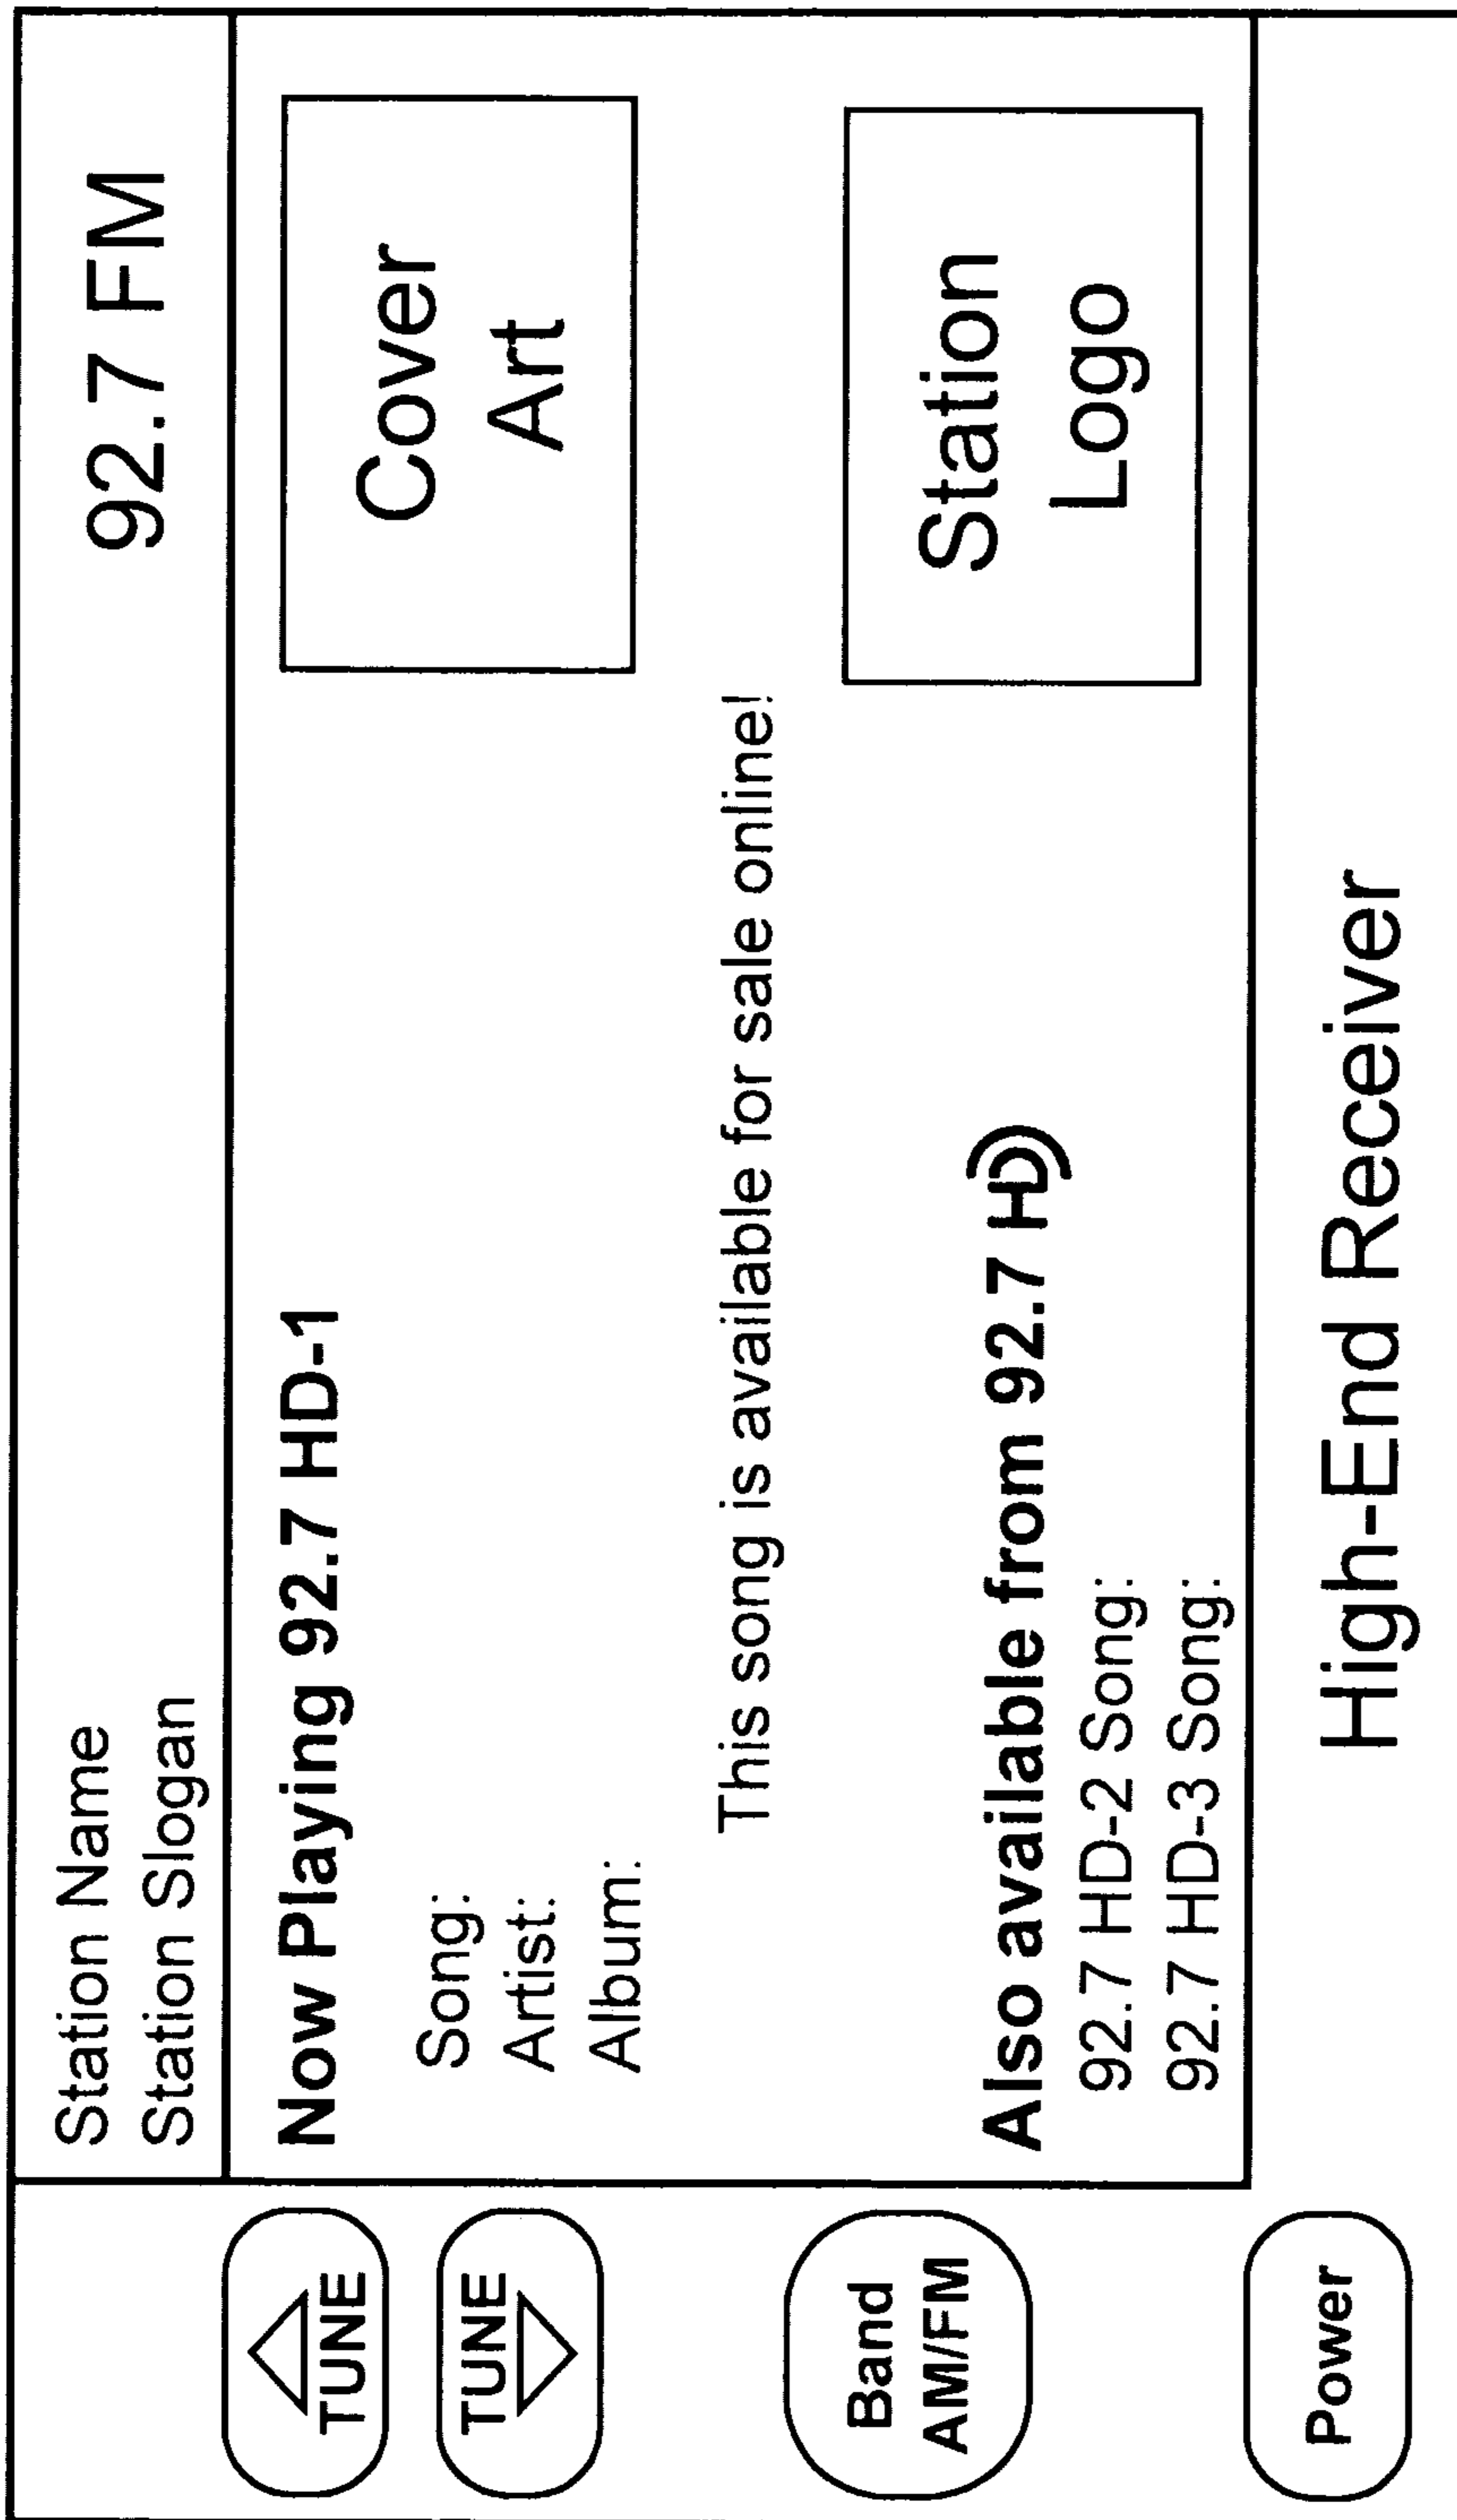 Station Name
Station Slogan
92.7 FM
TUNE
TUNE
Band
AM/FM
Power
Now Playing 92.7 HD-1
Song:
Artist:
Album:
Cover
Art
This song is available for sale online!
Also available from 92.7 HD
92.7 HD-2 Song:
92.7 HD-3 Song:
Station
Logo
High-End Receiver